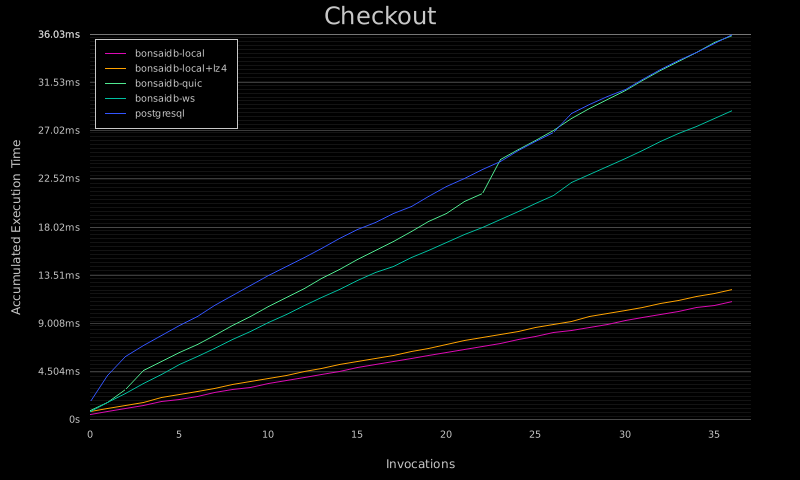 Checkout
36.03ms
31.53ms
27.02ms
22.52ms
18.02ms
13.51ms
9.008ms
4.504ms
0s
Accumulated Execution Time
bonsaidb-local
bonsaidb-local+lz4
bonsaidb-quic
bonsaidb-ws
postgresql
0 5 10 15 20 25 30 35
Invocations